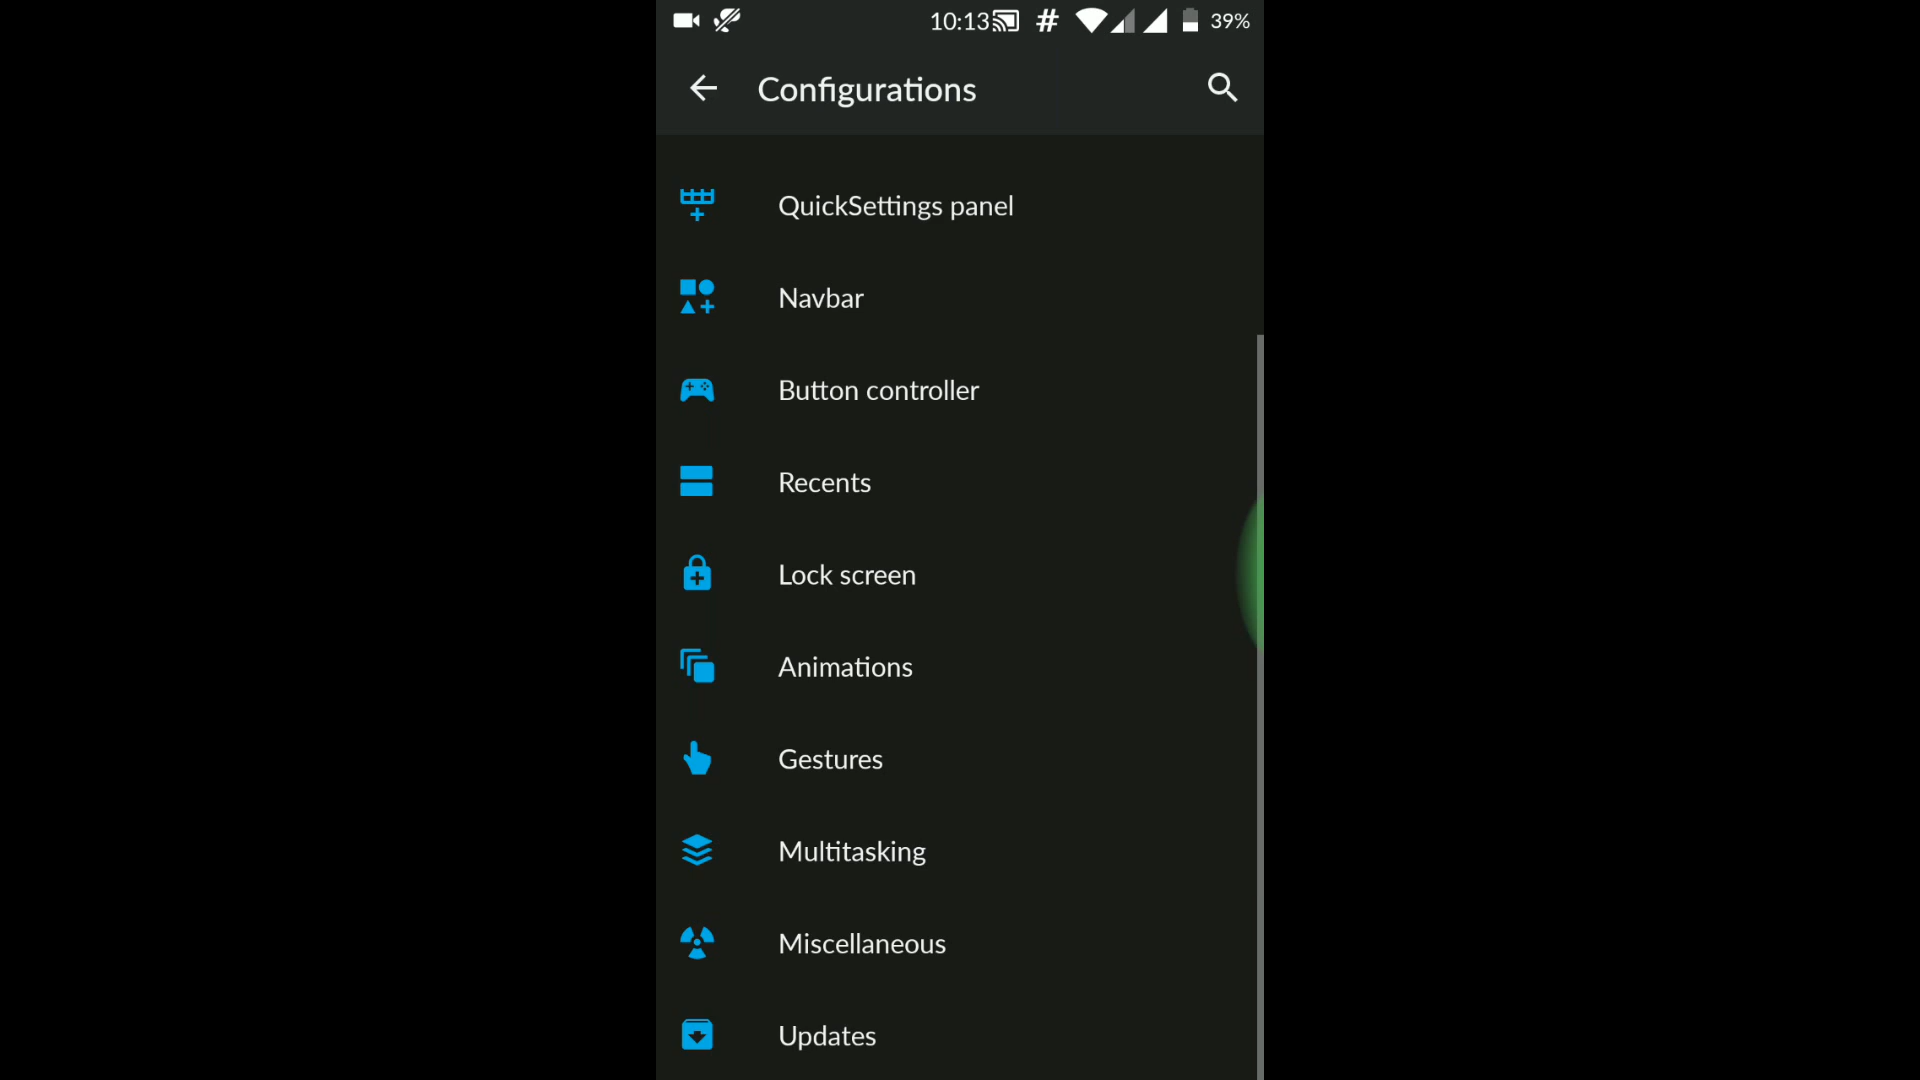 10:13 # 39%
Configurations
QuickSettings panel
Navbar
Button controller
Recents
Lock screen
Animations
Gestures
Multitasking
Miscellaneous
Updates